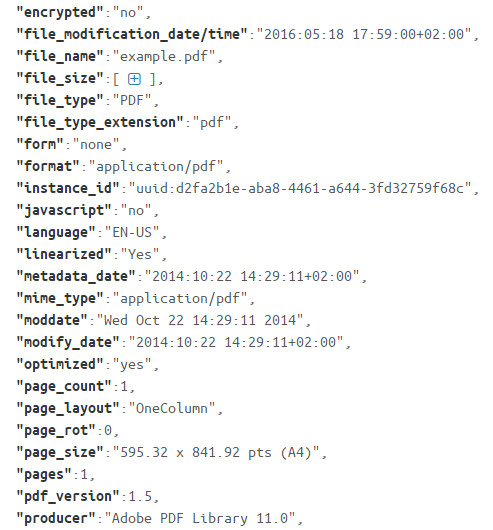 "encrypted":"no",
"file_modification_date/time":"2016:05:18 17:59:00+02:00",
"file_name":"example.pdf",
"file_size":[ + ],
"file_type":"PDF",
"file_type_extension":"pdf",
"form":"none",
"format":"application/pdf",
"instance_id":"uuid:d2fa2b1e-aba8-4461-a644-3fd32759f68c",
"javascript":"no",
"language":"EN-US",
"linearized":"Yes",
"metadata_date":"2014:10:22 14:29:11+02:00",
"mime_type":"application/pdf",
"moddate":"Wed Oct 22 14:29:11 2014",
"modify_date":"2014:10:22 14:29:11+02:00",
"optimized":"yes",
"page_count":1,
"page_layout":"OneColumn",
"page_rot":0,
"page_size":"595.32 x 841.92 pts (A4)",
"pages":1,
"pdf_version":1.5,
"producer":"Adobe PDF Library 11.0",